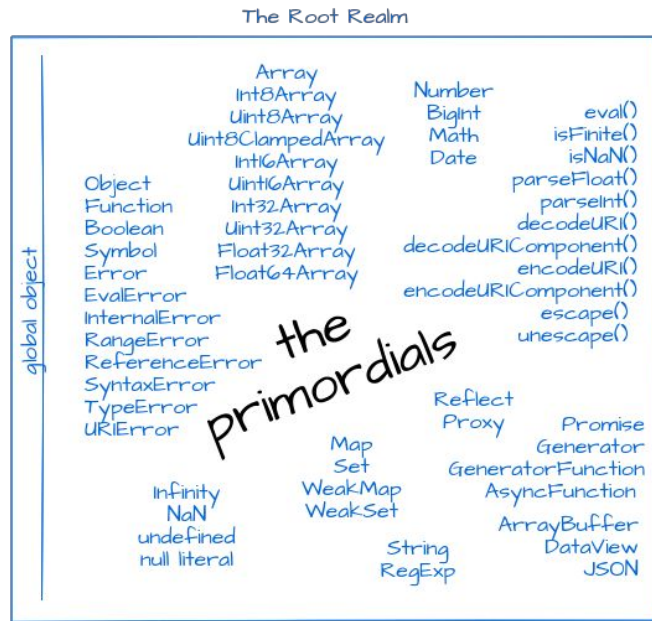 The Root Realm
global object
Array
Int8Array
Uint8Array
Uint8ClampedArray
Int16Array
Uint16Array
Int32Array
Uint32Array
Float32Array
Float64Array
Number
BigInt
Math
Date
eval()
isFinite()
isNaN()
parseFloat()
parseInt()
decodeURI()
decodeURIComponent()
encodeURI()
encodeURIComponent()
escape()
unescape()
Object
Function
Boolean
Symbol
Error
EvalError
InternalError
RangeError
ReferenceError
SyntaxError
TypeError
URIError
the
primordials
Reflect
Proxy
Promise
Generator
GeneratorFunction
AsyncFunction
Map
Set
WeakMap
WeakSet
Infinity
NaN
undefined
null literal
String
RegExp
ArrayBuffer
DataView
JSON